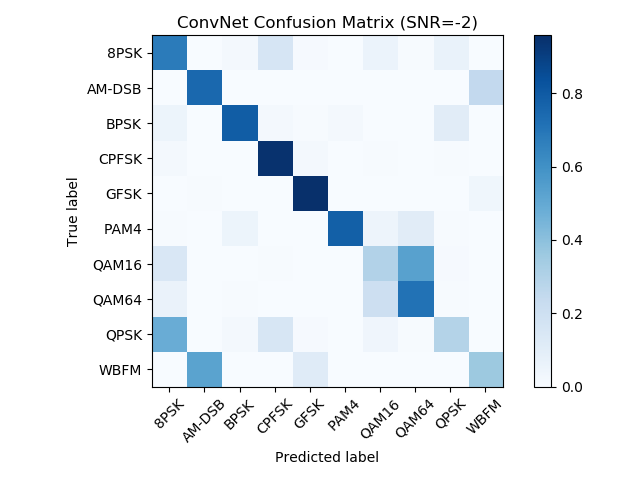 ConvNet Confusion Matrix (SNR=-2)
8PSK
AM-DSB
BPSK
CPFSK
GFSK
PAM4
QAM16
QAM64
QPSK
WBFM
True label
8PSK
AM-DSB
BPSK
CPFSK
GFSK
PAM4
QAM16
QAM64
QPSK
WBFM
Predicted label
0.8
0.6
0.4
0.2
0.0